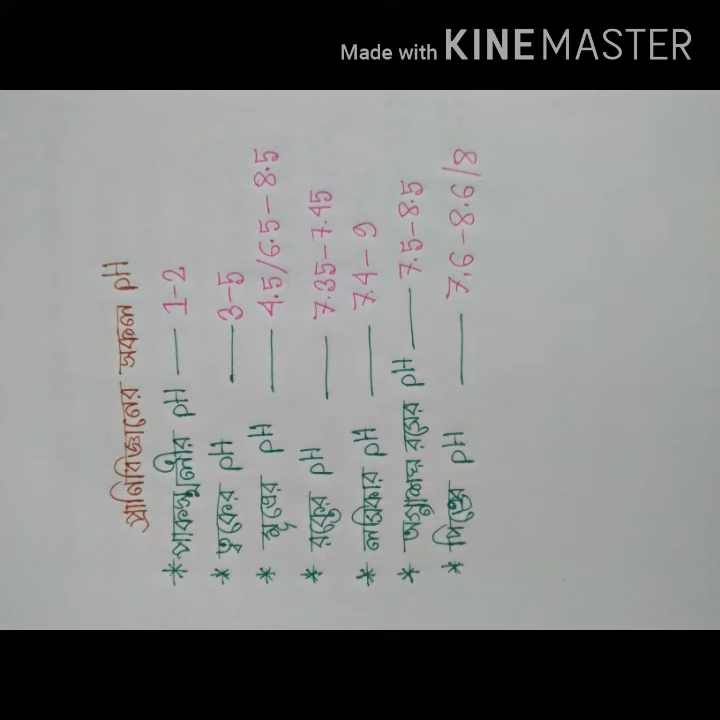 Made with KINEMASTER
প্রানিবিজ্ঞানের সকল pH
* পাকস্থলীর pH — 1-2
* ত্বকের pH — 3-5
* মুত্রের pH — 4.5/6.5 - 8.5
* রক্তের pH — 7.35 - 7.45
* লসিকার pH — 7.4 - 9
* অগ্ন্যাশয় রসের pH — 7.5 - 8.5
* পিত্তের pH — 7.6 - 8.6/8